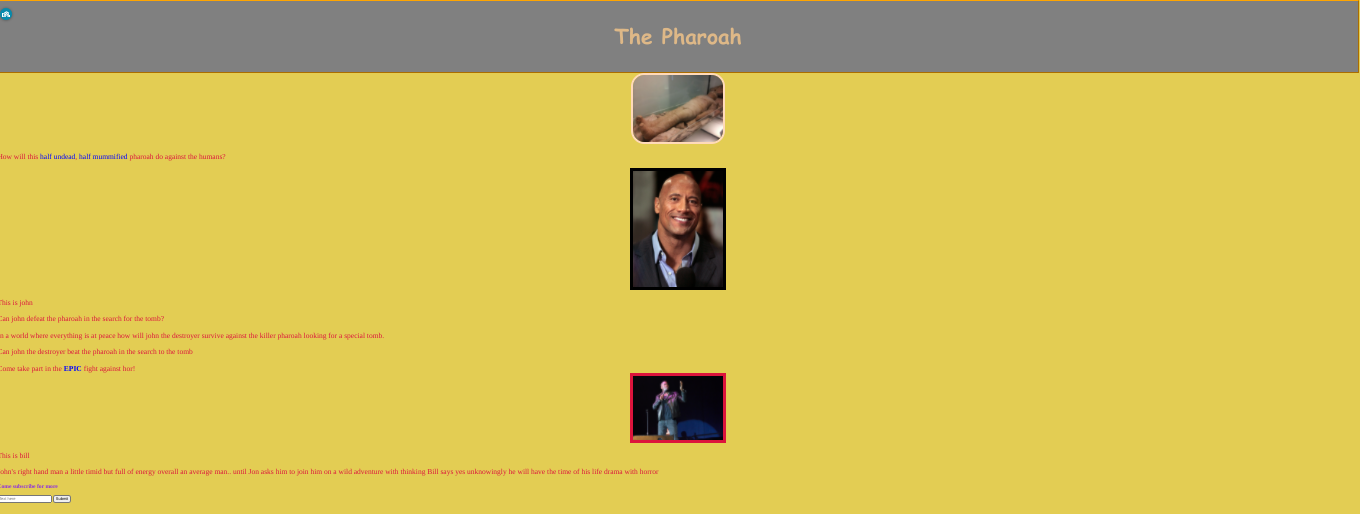 The Pharoah
How will this half undead, half mummified pharoah do against the humans?
This is john
Can john defeat the pharoah in the search for the tomb?
In a world where everything is at peace how will john the destroyer survive against the killer pharoah looking for a special tomb.
Can john the destroyer beat the pharoah in the search to the tomb
Come take part in the EPIC fight against hor!
This is bill
John's right hand man a little timid but full of energy overall an average man.. until Jon asks him to join him on a wild adventure with thinking Bill says yes unknowingly he will have the time of his life drama with horror
Come subscribe for more
Submit